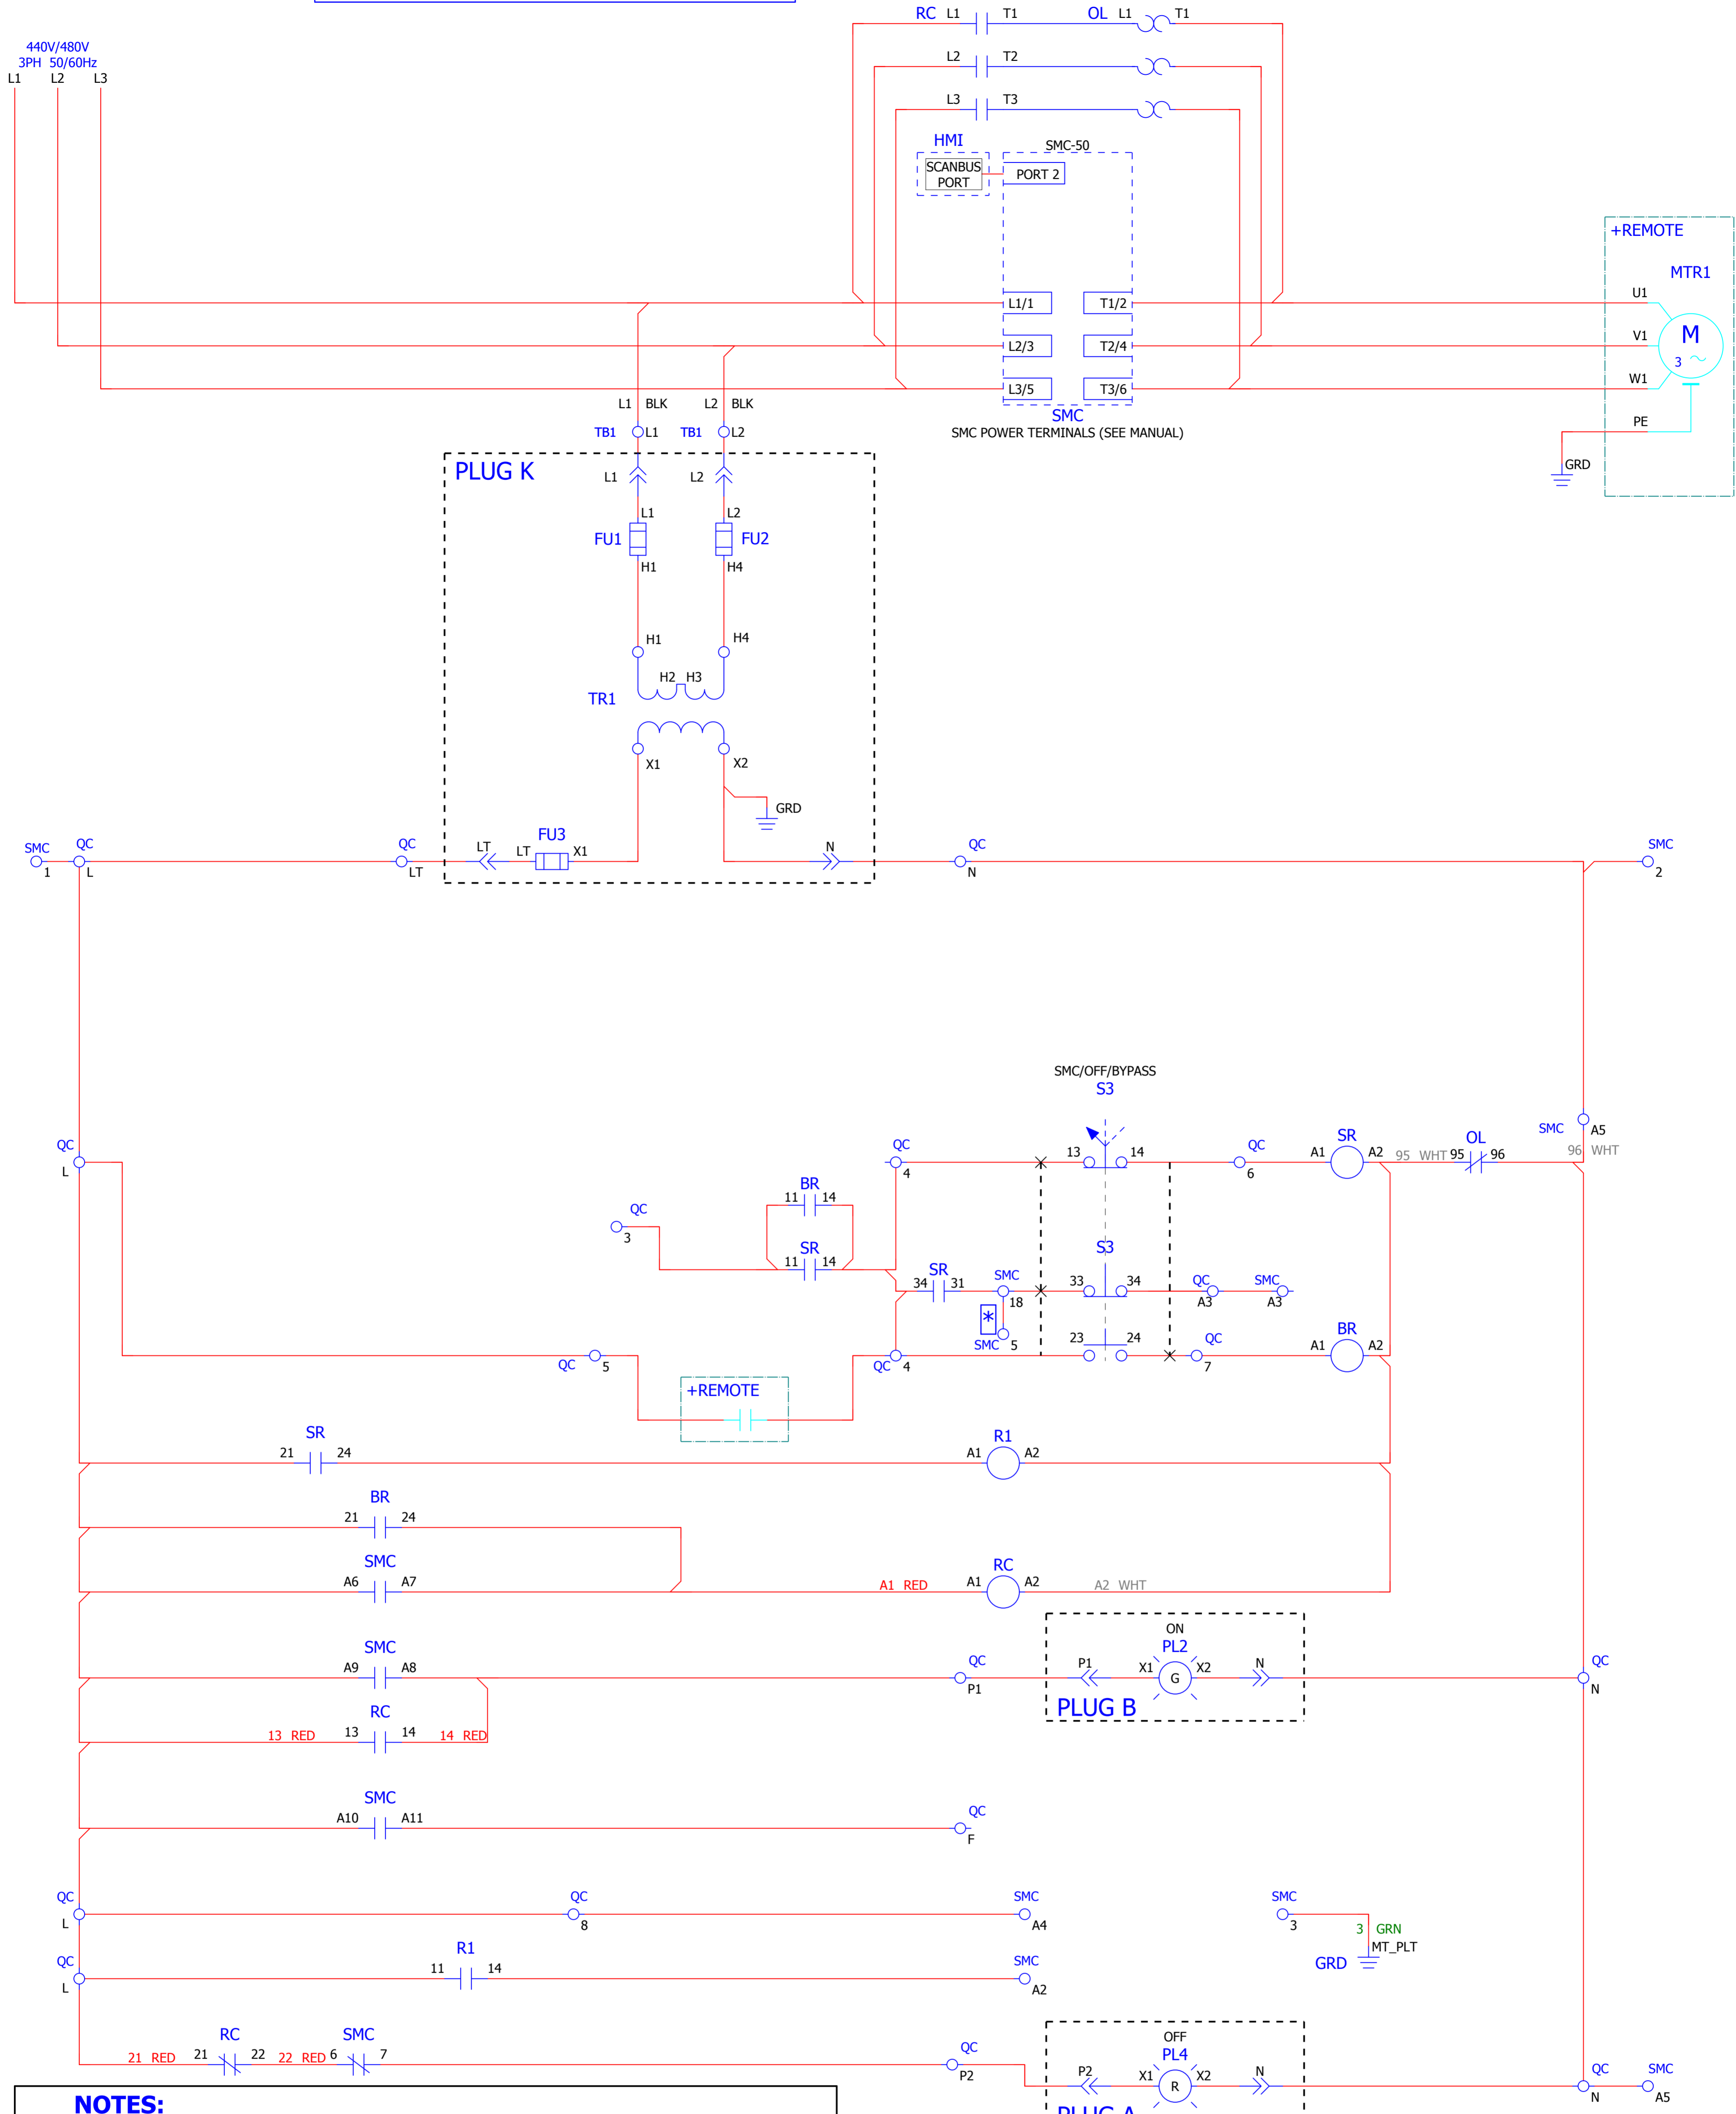 RC L1 T1 OL L1 T1
440V/480V
3PH 50/60Hz
L2 T2
L1 L2 L3
L3 T3
HMI SMC-50
SCANBUS
PORT
PORT 2
+REMOTE
MTR1
L1/1 T1/2 U1
L2/3 T2/4 V1
M
3
L3/5 T3/6 W1
L1 BLK L2 BLK
SMC
SMC POWER TERMINALS (SEE MANUAL)
PE
TB1 L1 TB1 L2
GRD
PLUG K
L1 L2
L1 L2
FU1 FU2
H1 H4
H1 H4
H2 H3
TR1
X1 X2
GRD
SMC QC QC LT LT FU3 X1 N QC SMC
1 L LT N 2
SMC/OFF/BYPASS
S3
SMC A5
QC QC 13 14 QC SR OL
A1 A2 95 WHT 95 96 96 WHT
L 4 6
BR
11 14
QC
3
SR S3
11 14
SR SMC QC SMC
34 31 33 34
18 A3 A3
*
SMC 5 23 24 QC BR
A1 A2
QC 5 QC 4 7
+REMOTE
SR R1
21 24 A1 A2
BR
21 24
SMC RC
A6 A7 A1 RED A1 A2 A2 WHT
ON
SMC PL2
A9 A8 QC P1 X1 X2 N QC
G
P1 N
RC PLUG B
13 RED 13 14 14 RED
SMC
A10 A11 QC
F
QC QC SMC SMC
L 8 A4 3
3 GRN
MT_PLT
GRD
QC R1 SMC
11 14
L A2
RC SMC OFF
21 RED 21 22 22 RED 6 7 QC PL4
P2 P2 X1 X2 N QC SMC
R
N A5
NOTES:
PLUG A